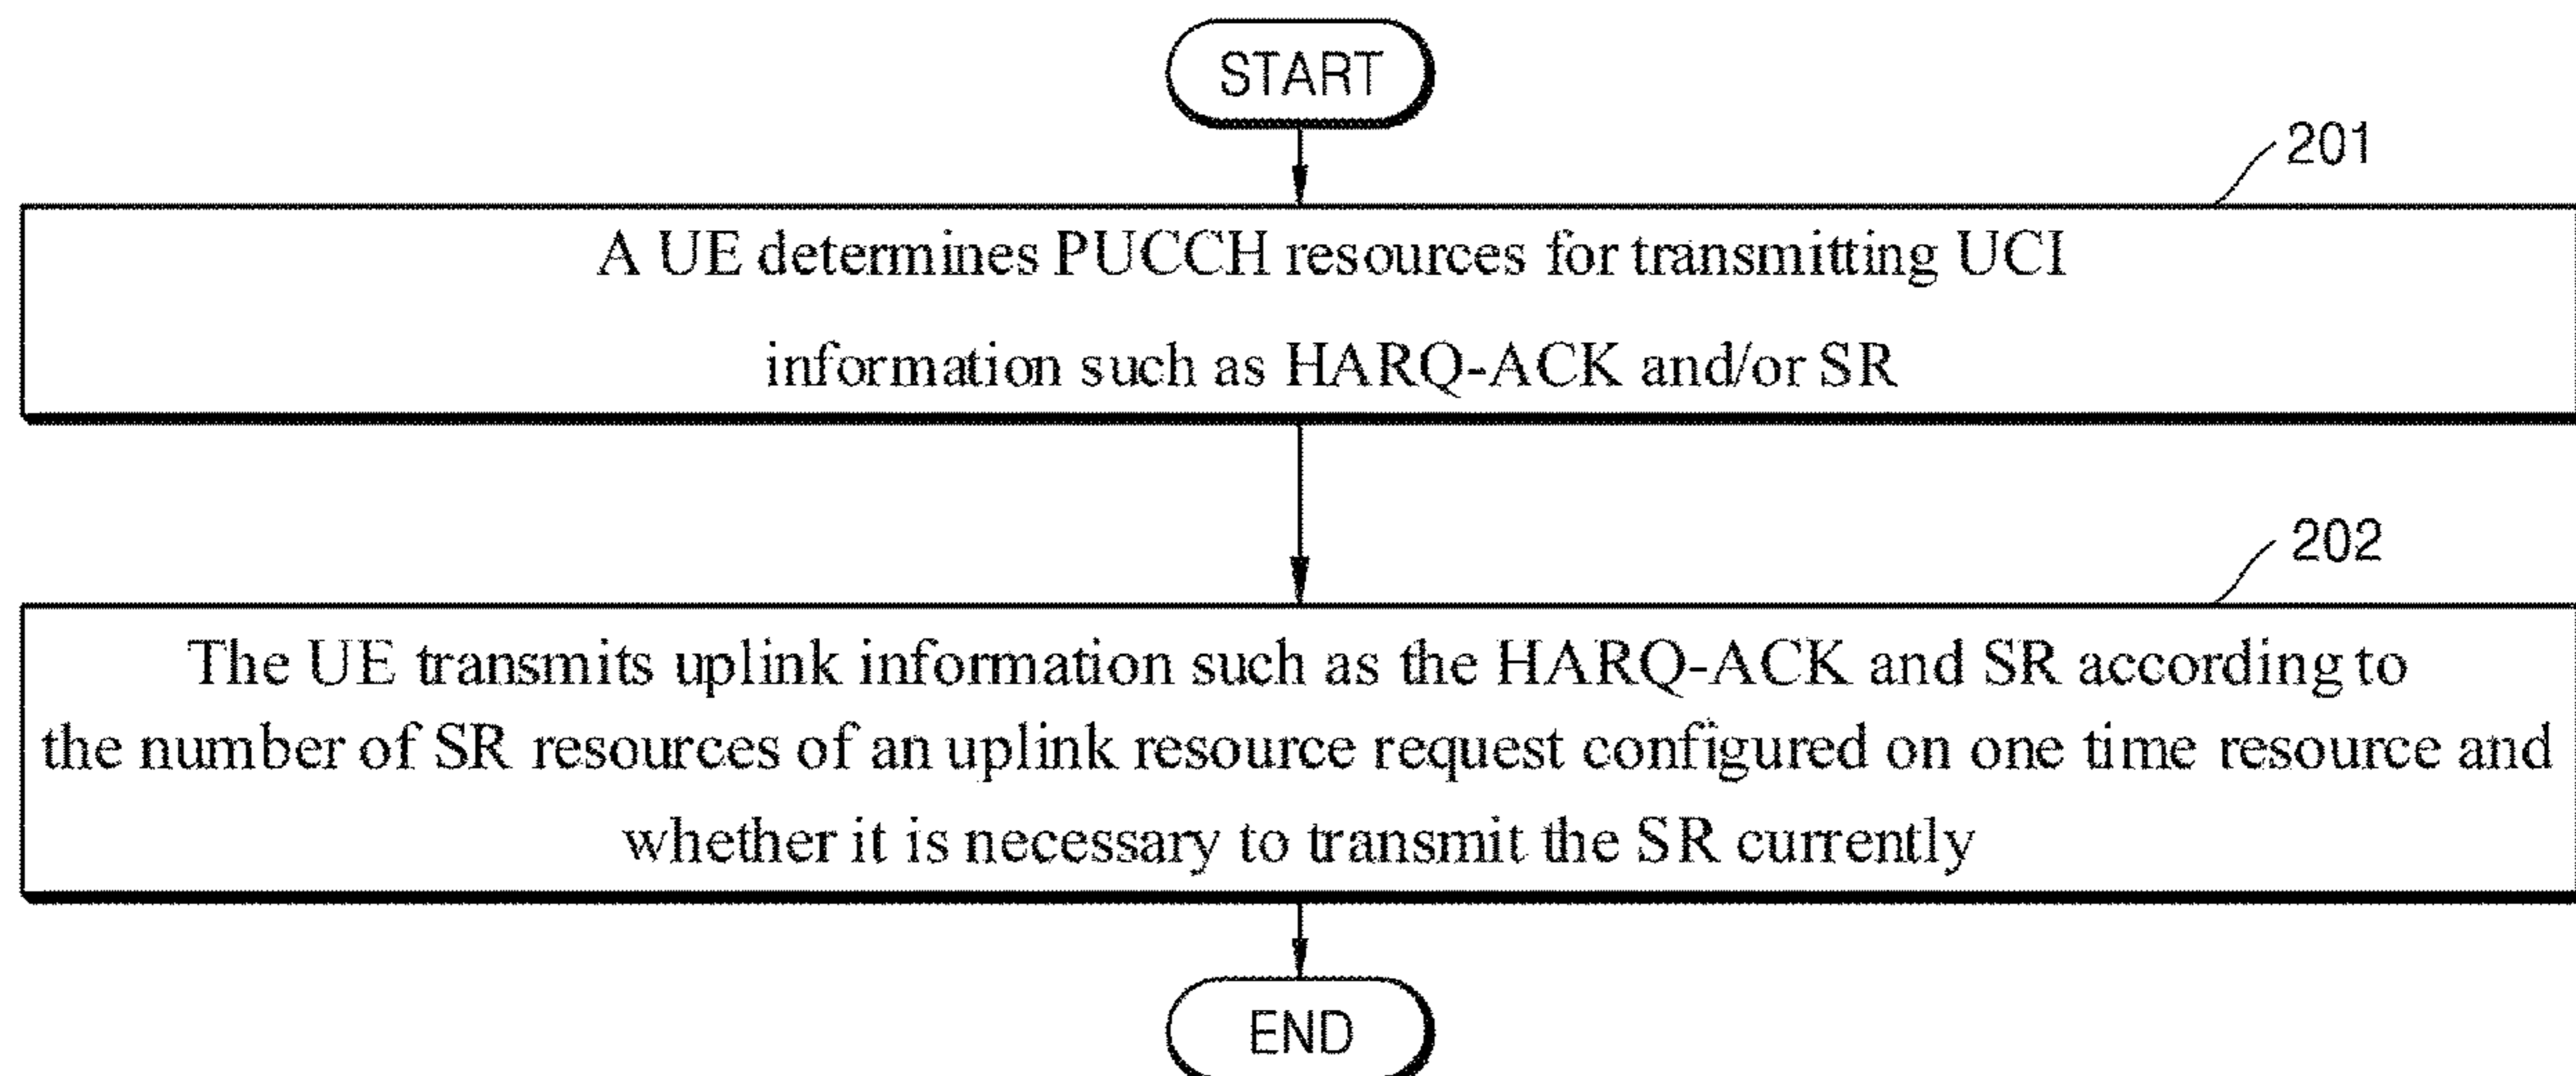 START
201
A UE determines PUCCH resources for transmitting UCI
information such as HARQ-ACK and/or SR
202
The UE transmits uplink information such as the HARQ-ACK and SR according to
the number of SR resources of an uplink resource request configured on one time resource and
whether it is necessary to transmit the SR currently
END